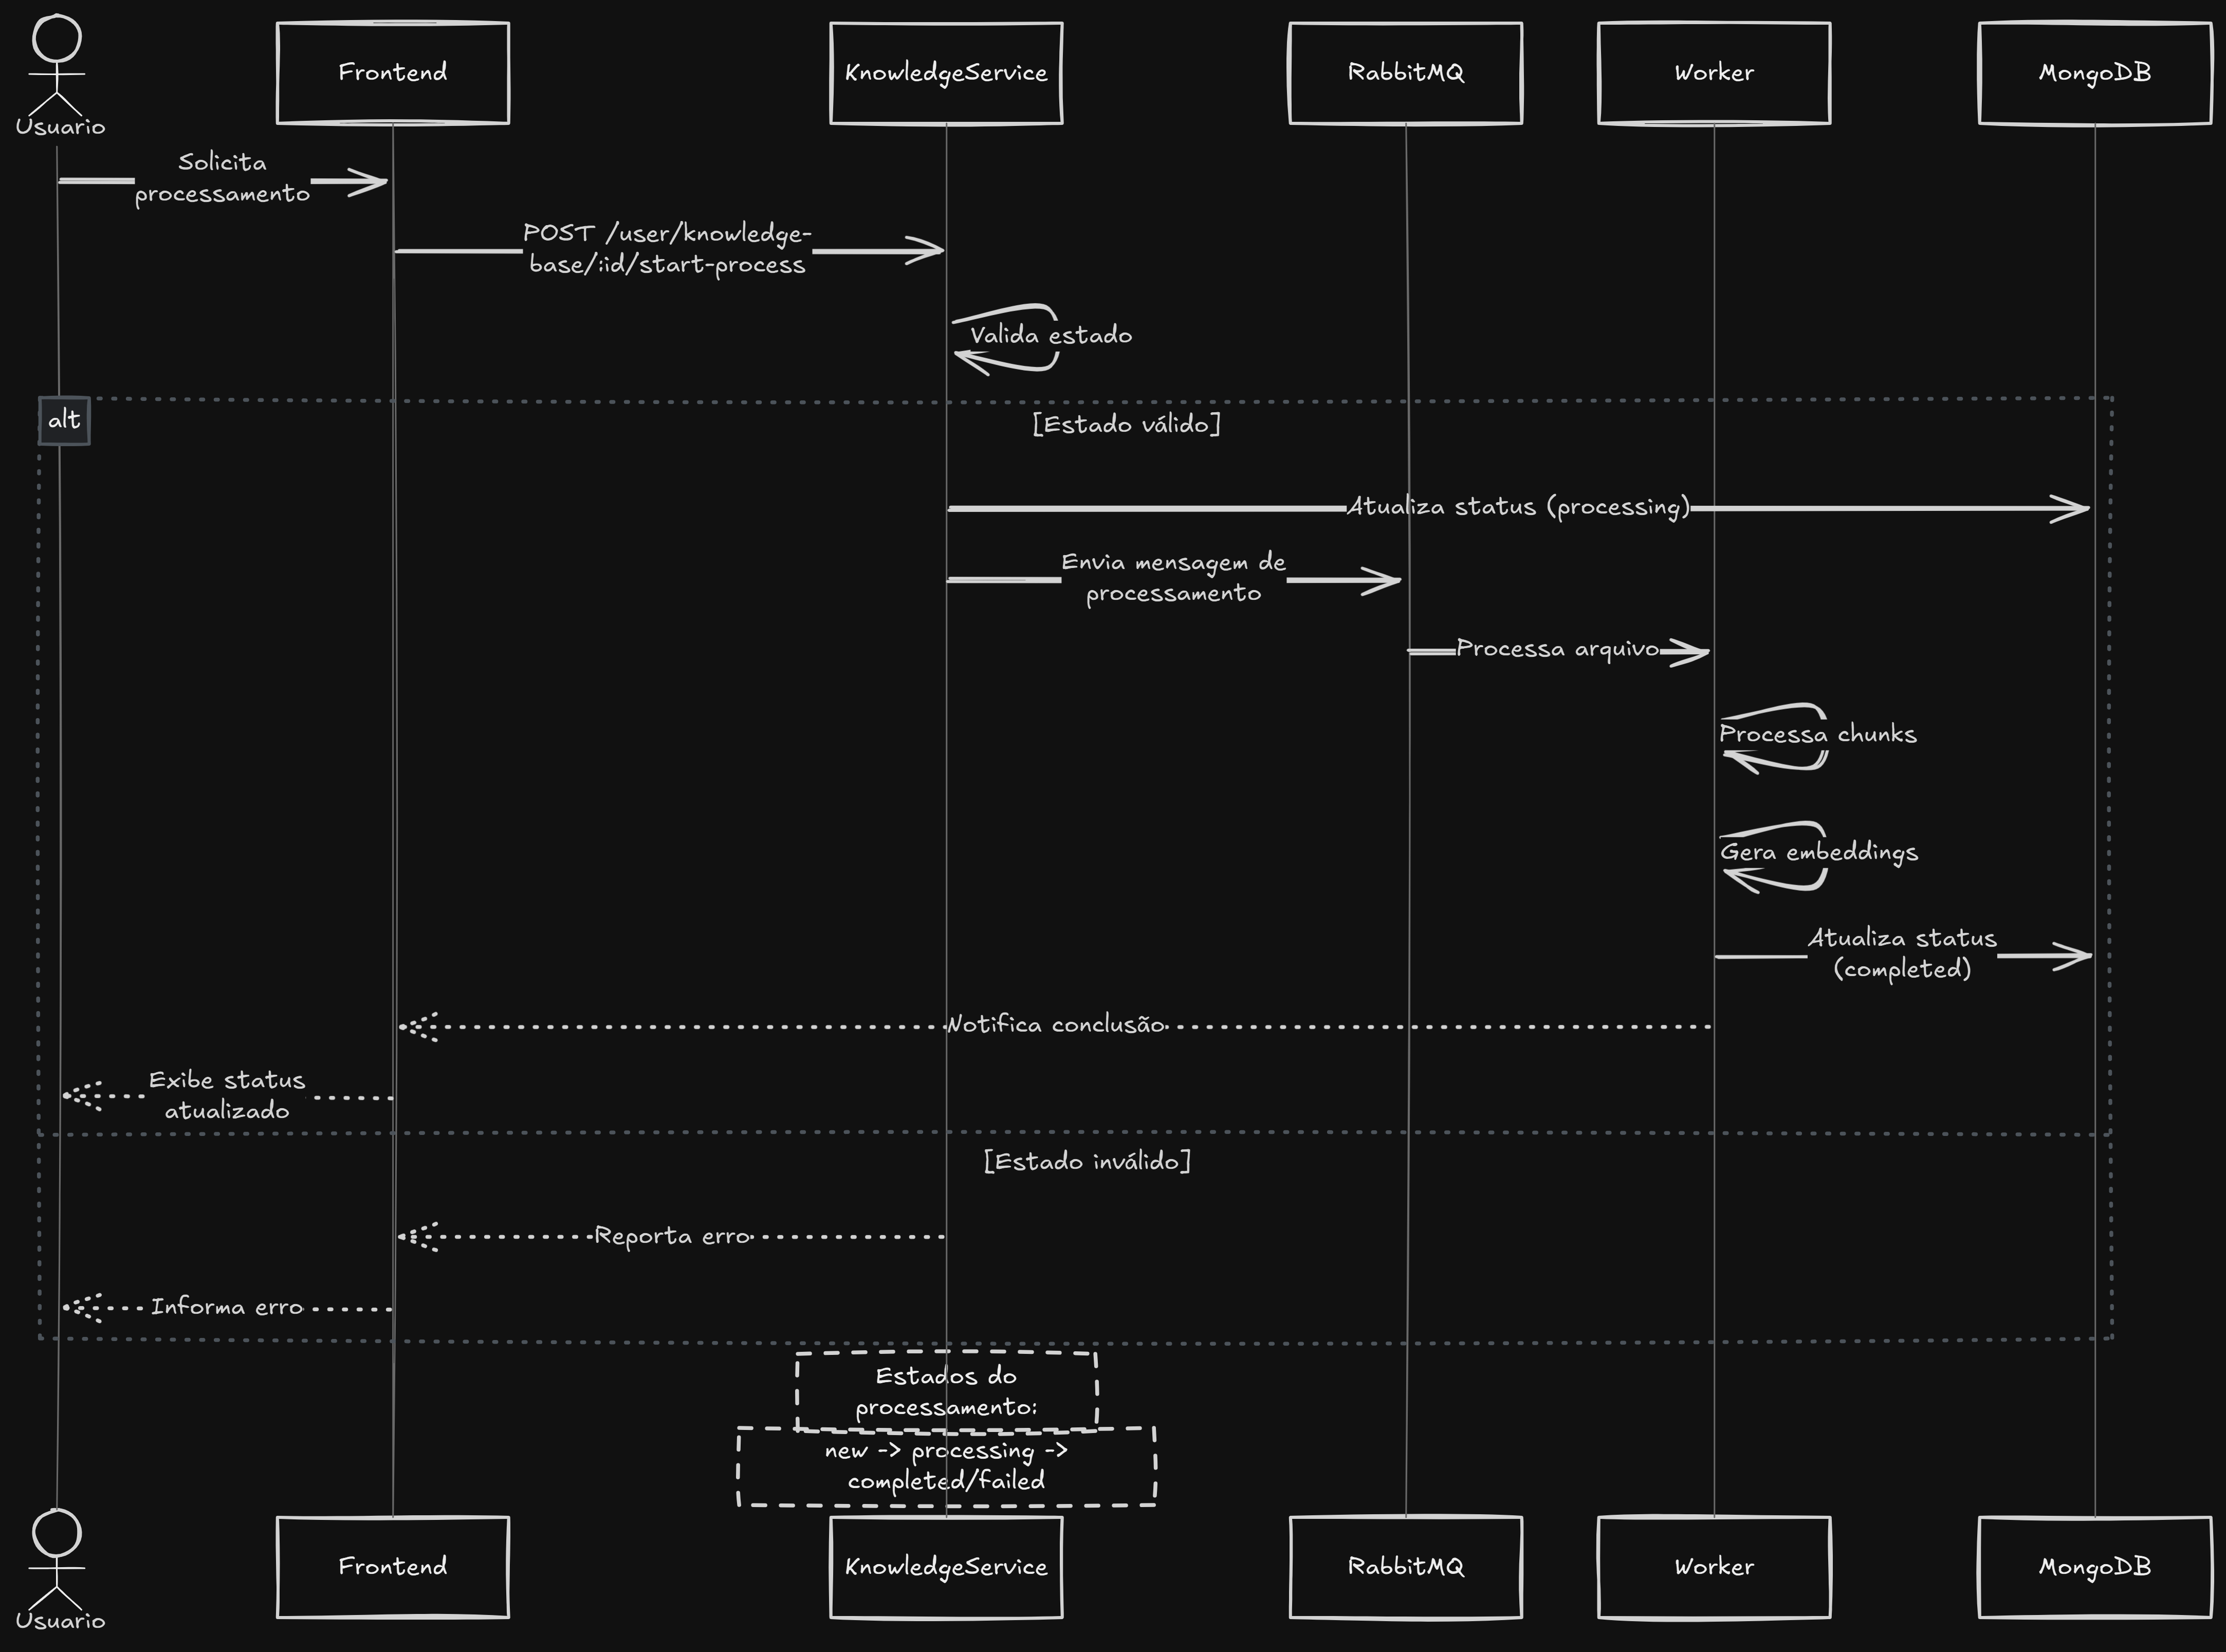 Usuario
Frontend
KnowledgeService
RabbitMQ
Worker
MongoDB
Solicita
processamento
POST /user/knowledge-
base/:id/start-process
Valida estado
alt
[Estado válido]
Atualiza status (processing)
Envia mensagem de
processamento
Processa arquivo
Processa chunks
Gera embeddings
Atualiza status
(completed)
Notifica conclusão
Exibe status
atualizado
[Estado inválido]
Reporta erro
Informa erro
Estados do
processamento:
new -> processing ->
completed/failed
Usuario
Frontend
KnowledgeService
RabbitMQ
Worker
MongoDB